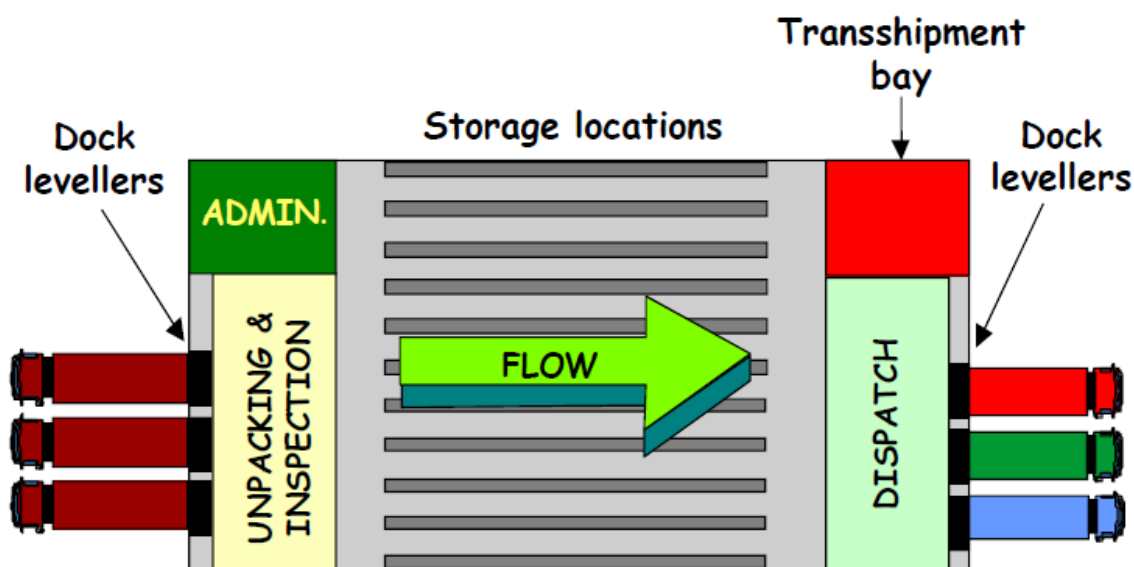 Transshipment
bay
Storage locations
Dock
levellers
Dock
levellers
ADMIN.
UNPACKING &
INSPECTION
FLOW
DISPATCH